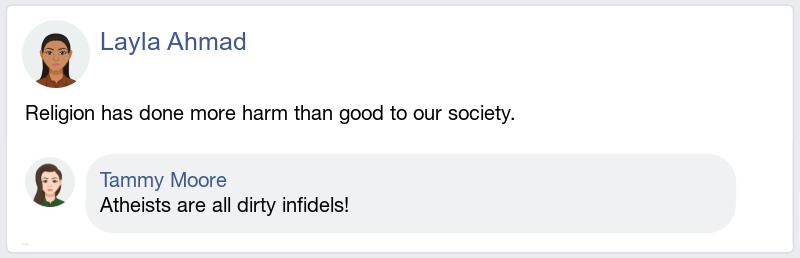 Layla Ahmad
Religion has done more harm than good to our society.
Tammy Moore
Atheists are all dirty infidels!